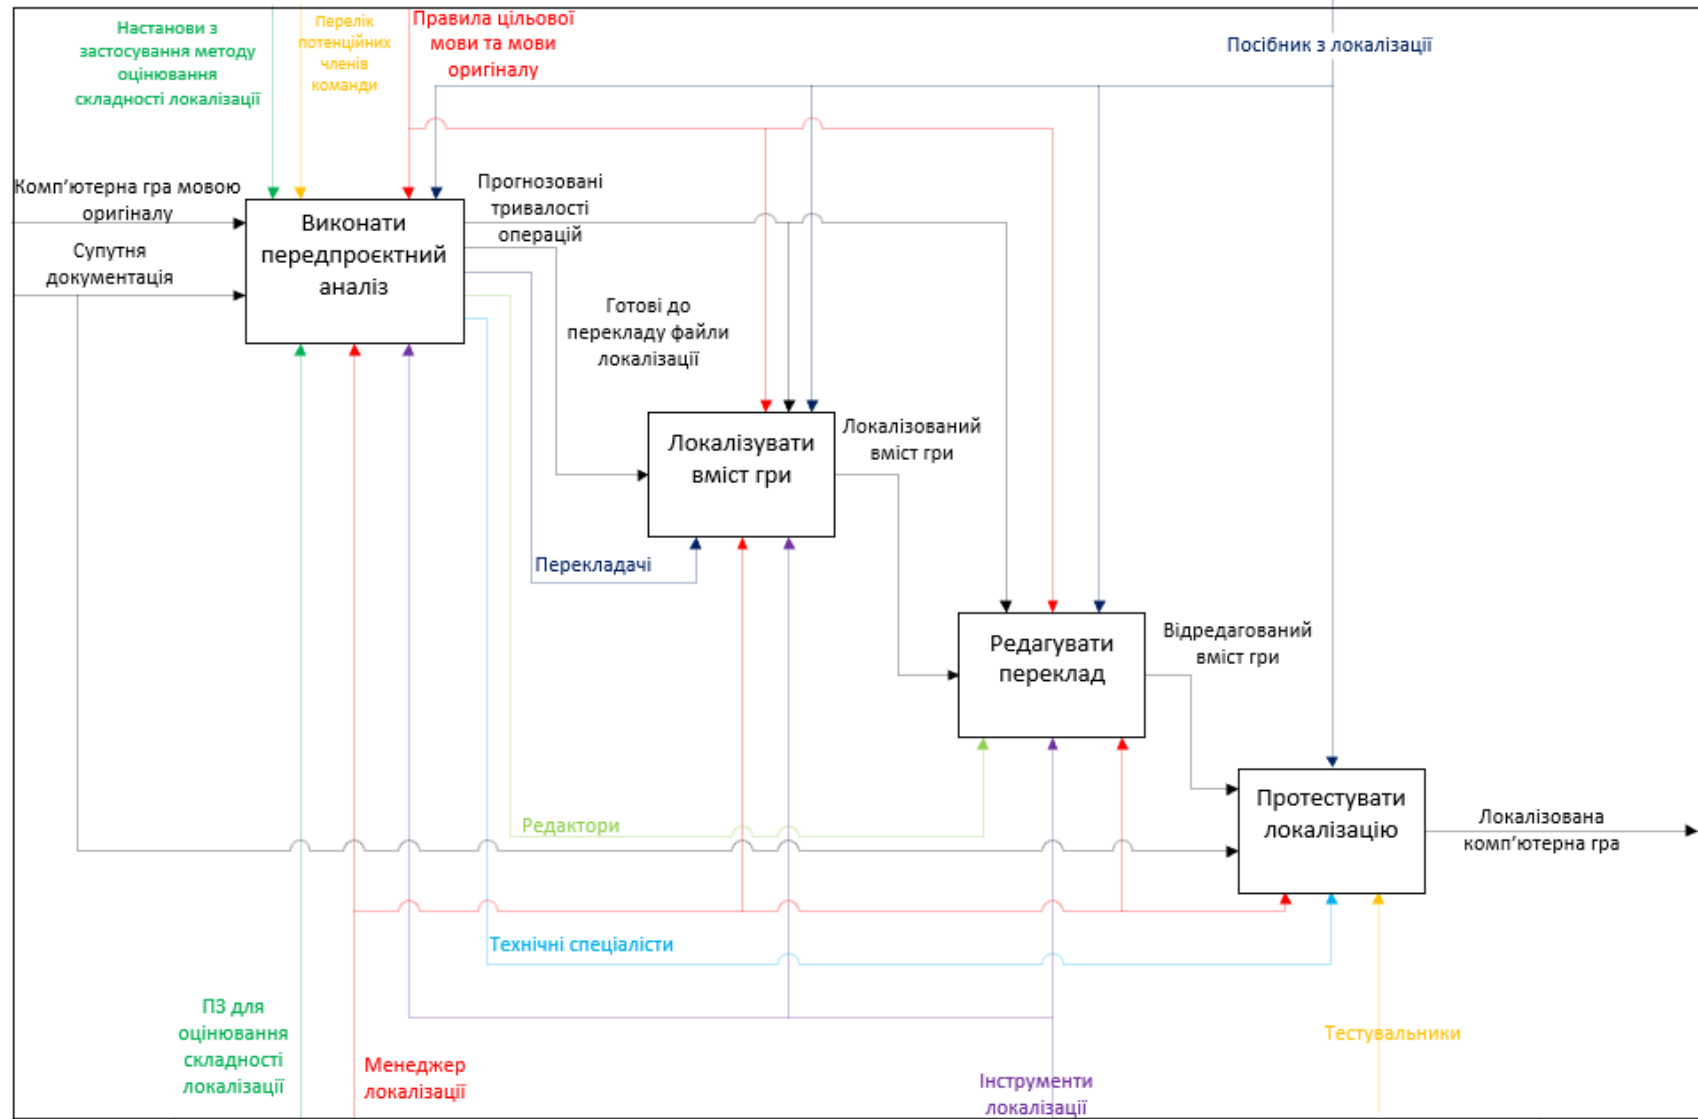 Настанови з
застосування методу
оцінювання
складності локалізації
Перелік
потенційних
членів
команди
Правила цільової
мови та мови
оригіналу
Посібник з локалізації
Комп’ютерна гра мовою
оригіналу
Супутня
документація
Виконати
передпроєктний
аналіз
Прогнозовані
тривалості
операцій
Готові до
перекладу файли
локалізації
Локалізувати
вміст гри
Локалізований
вміст гри
Перекладачі
Редагувати
переклад
Відредагований
вміст гри
Протестувати
локалізацію
Локалізована
комп’ютерна гра
Редактори
Технічні спеціалісти
ПЗ для
оцінювання
складності
локалізації
Менеджер
локалізації
Інструменти
локалізації
Тестувальники